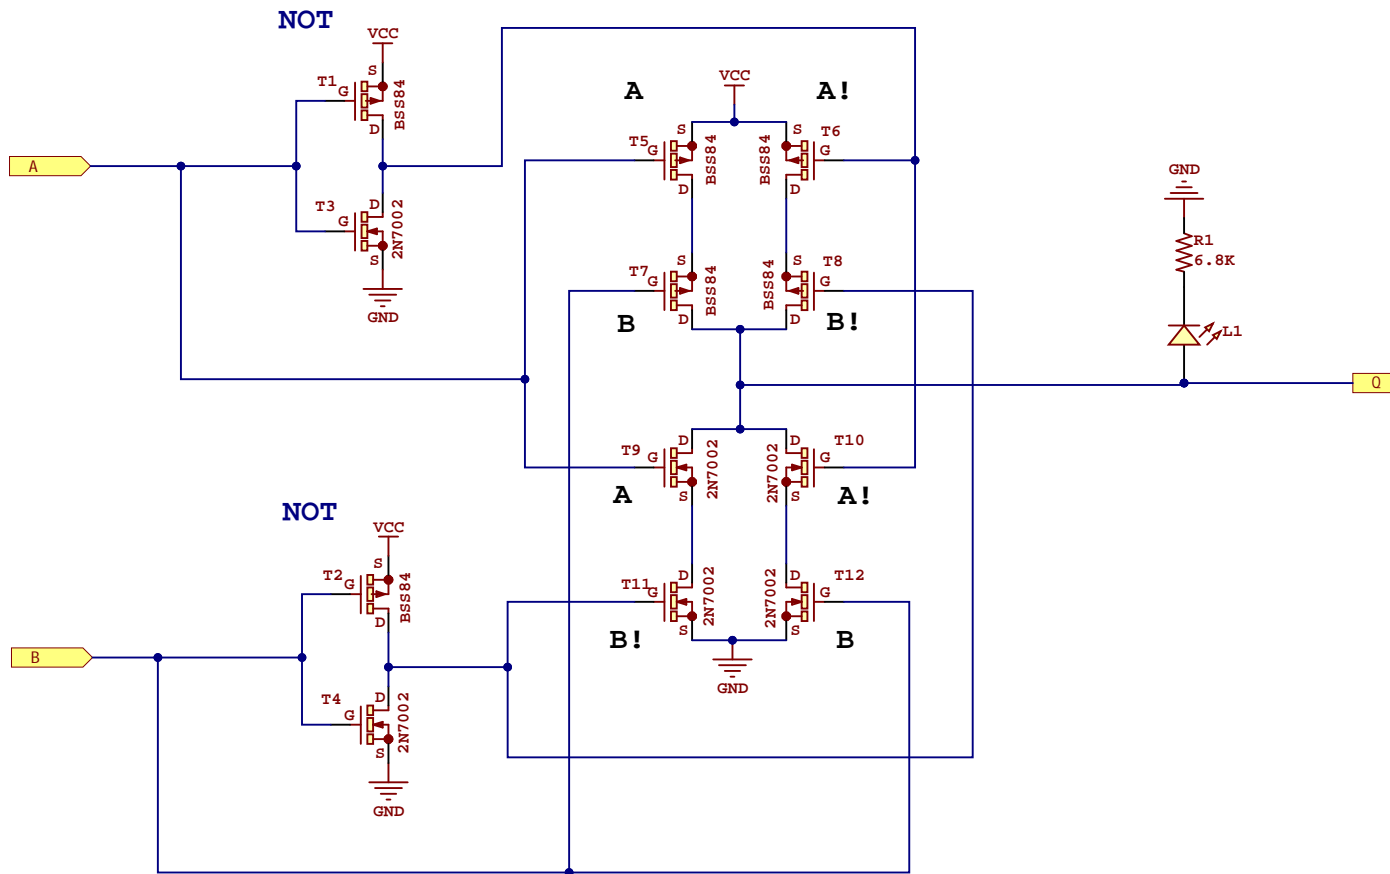 NOT
VCC
S
T1
G
BSS84
D
A
T3
D
G
2N7002
S
GND
A
VCC
A!
S
S
T5
T6
G
BSS84
BSS84
G
D
D
S
S
T7
T8
G
BSS84
BSS84
G
D
D
B
B!
GND
R1
6.8K
L1
Q
D
D
T9
T10
G
2N7002
2N7002
G
S
S
A
A!
NOT
VCC
S
T2
G
BSS84
D
B
T4
D
G
2N7002
S
GND
D
D
T11
T12
G
2N7002
2N7002
G
S
S
B!
B
GND